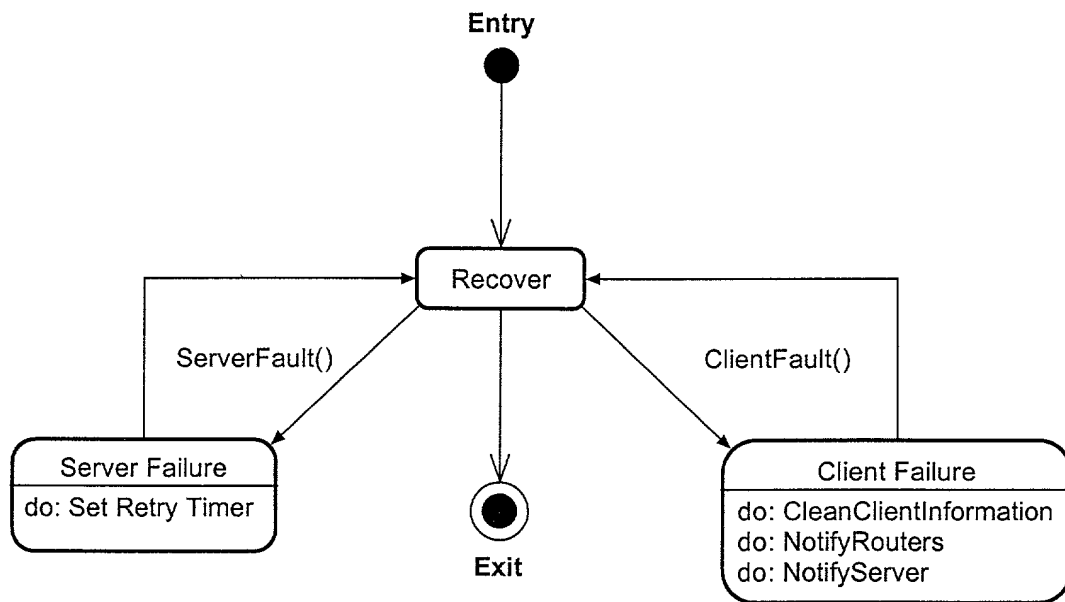 Entry
Recover
ServerFault()
ClientFault()
Server Failure
do: Set Retry Timer
Client Failure
do: CleanClientInformation
do: NotifyRouters
do: NotifyServer
Exit